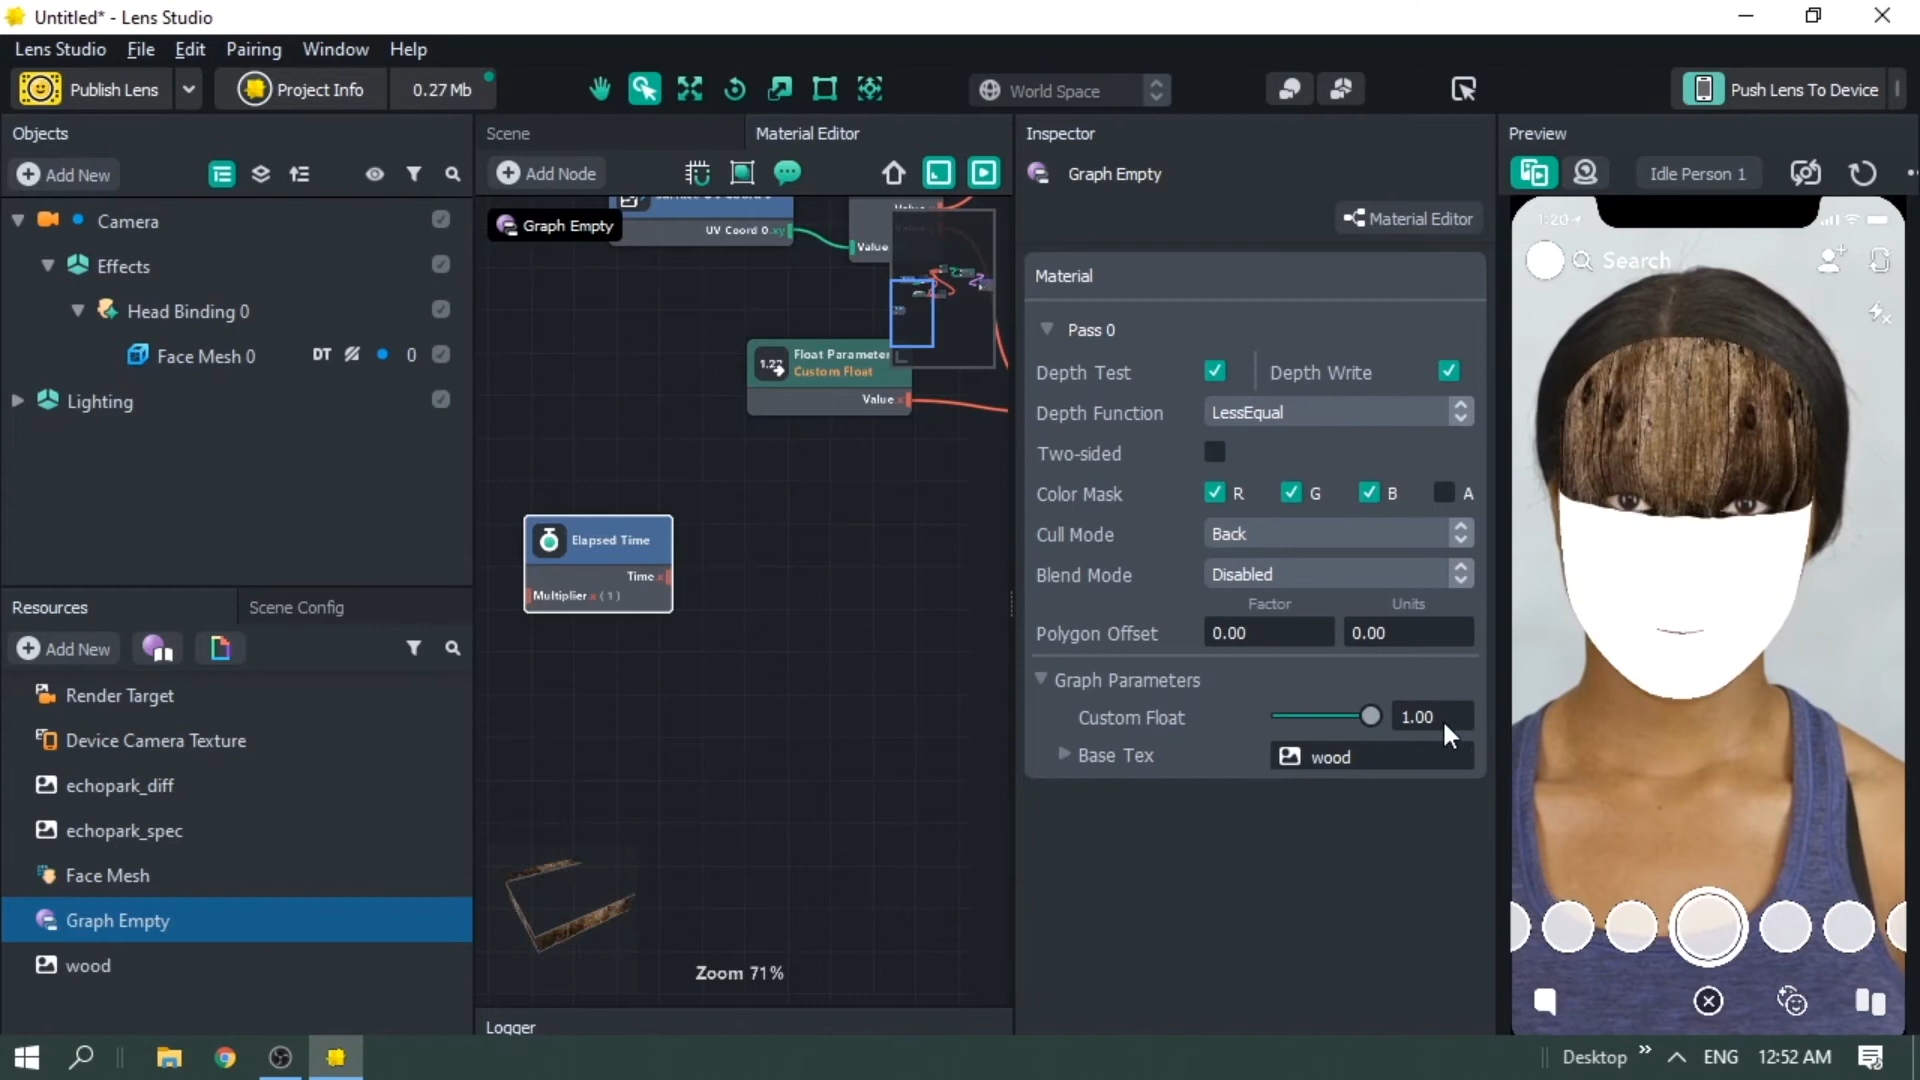 Untitled* - Lens Studio
Lens Studio File Edit Pairing Window Help
Publish Lens
Project Info
0.27 Mb
World Space
Push Lens To Device
Objects
Add New
Camera
Effects
Head Binding 0
Face Mesh 0 DT 0
Lighting
Resources
Scene Config
Add New
Render Target
Device Camera Texture
echopark_diff
echopark_spec
Face Mesh
Graph Empty
wood
Scene
Material Editor
Add Node
Graph Empty
UV Coord 0.xy
Value
1.27
Float Parameter
Custom Float
Value x
Elapsed Time
Time x
Multiplier x ( 1 )
Zoom 71%
Logger
Inspector
Graph Empty
Material Editor
Material
Pass 0
Depth Test
Depth Write
Depth Function LessEqual
Two-sided
Color Mask R G B A
Cull Mode Back
Blend Mode Disabled
Factor Units
Polygon Offset 0.00 0.00
Graph Parameters
Custom Float 1.00
Base Tex wood
Preview
Idle Person 1
1:20
Search
Desktop
ENG
12:52 AM